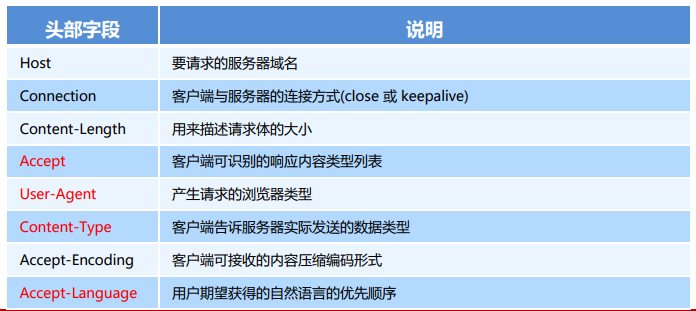 头部字段 说明
Host 要请求的服务器域名
Connection 客户端与服务器的连接方式(close 或 keepalive)
Content-Length 用来描述请求体的大小
Accept 客户端可识别的响应内容类型列表
User-Agent 产生请求的浏览器类型
Content-Type 客户端告诉服务器实际发送的数据类型
Accept-Encoding 客户端可接收的内容压缩编码形式
Accept-Language 用户期望获得的自然语言的优先顺序